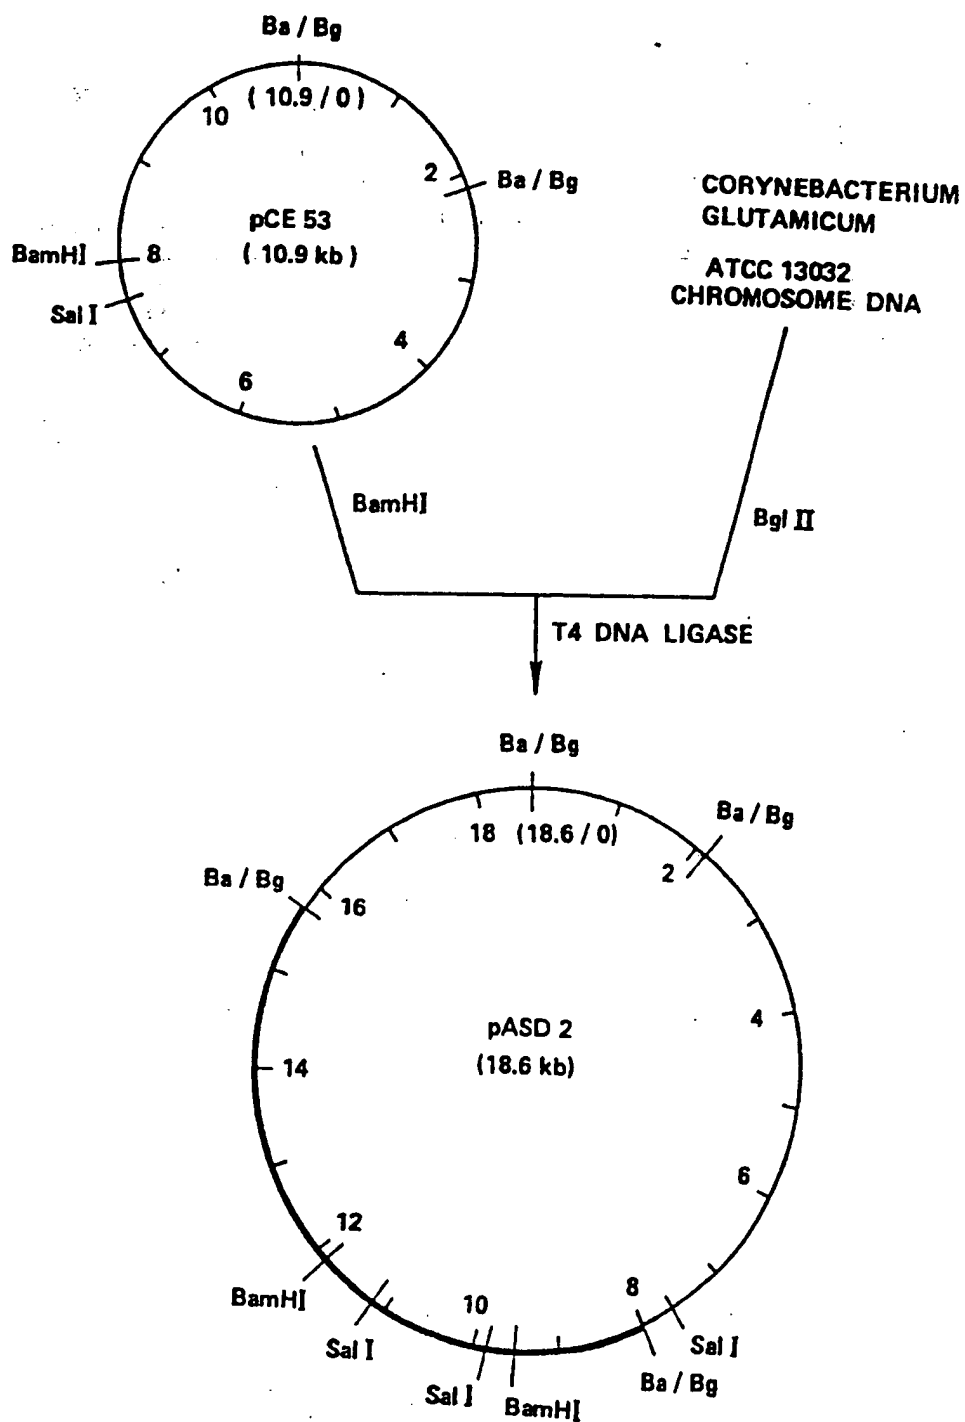 Ba / Bg
( 10.9 / 0 )
10
2
Ba / Bg
pCE 53
( 10.9 kb )
BamHI
8
Sal I
4
6
CORYNEBACTERIUM
GLUTAMICUM
ATCC 13032
CHROMOSOME DNA
BamHI
Bgl II
T4 DNA LIGASE
Ba / Bg
18
(18.6 / 0)
Ba / Bg
2
Ba / Bg
16
pASD 2
(18.6 kb)
4
14
6
12
BamHI
8
10
Sal I
Sal I
Ba / Bg
Sal I
BamHI